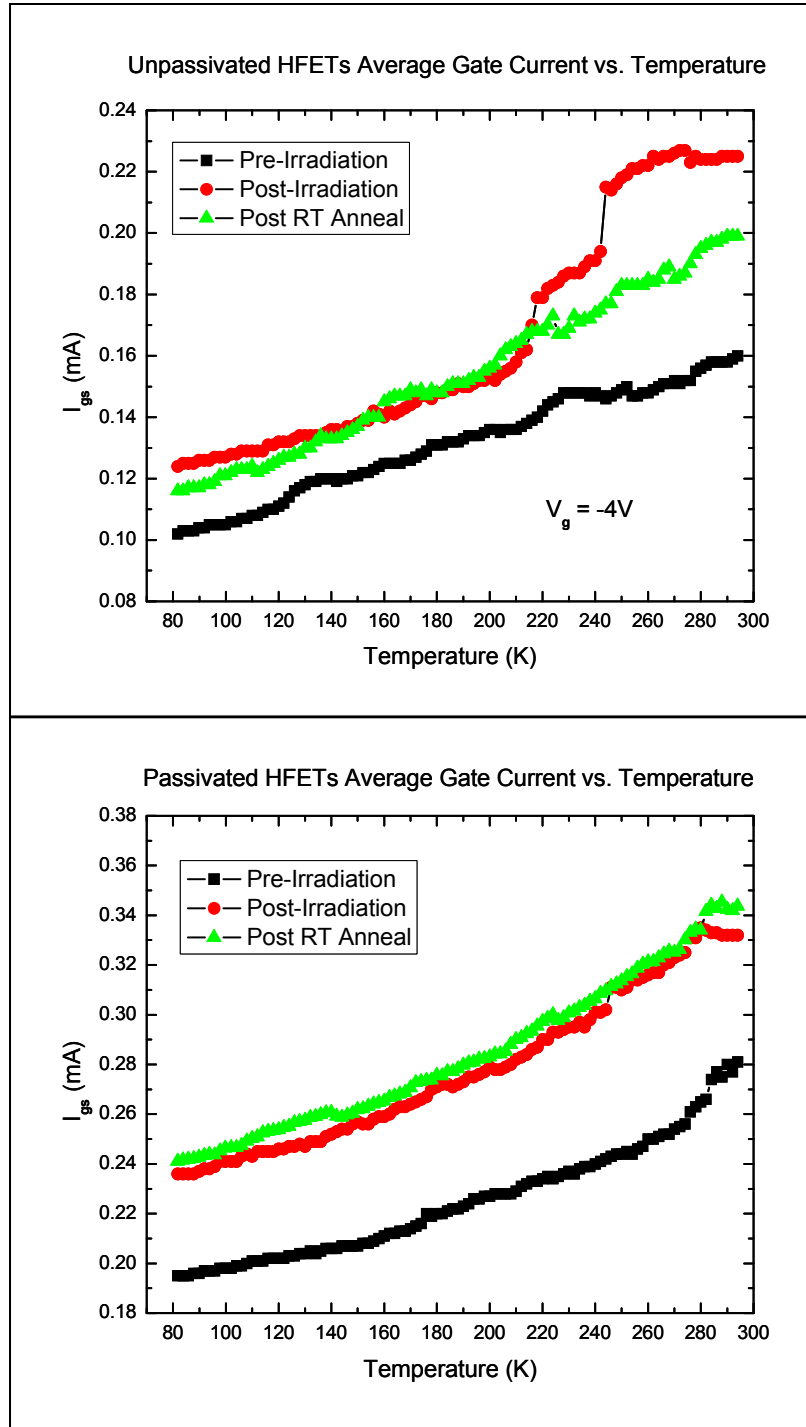 Unpassivated HFETs Average Gate Current vs. Temperature
0.24
0.22
0.20
0.18
0.16
0.14
0.12
0.10
0.08
I_gs (mA)
Pre-Irradiation
Post-Irradiation
Post RT Anneal
V_g = -4V
80 100 120 140 160 180 200 220 240 260 280 300
Temperature (K)
Passivated HFETs Average Gate Current vs. Temperature
0.38
0.36
0.34
0.32
0.30
0.28
0.26
0.24
0.22
0.20
0.18
I_gs (mA)
Pre-Irradiation
Post-Irradiation
Post RT Anneal
80 100 120 140 160 180 200 220 240 260 280 300
Temperature (K)